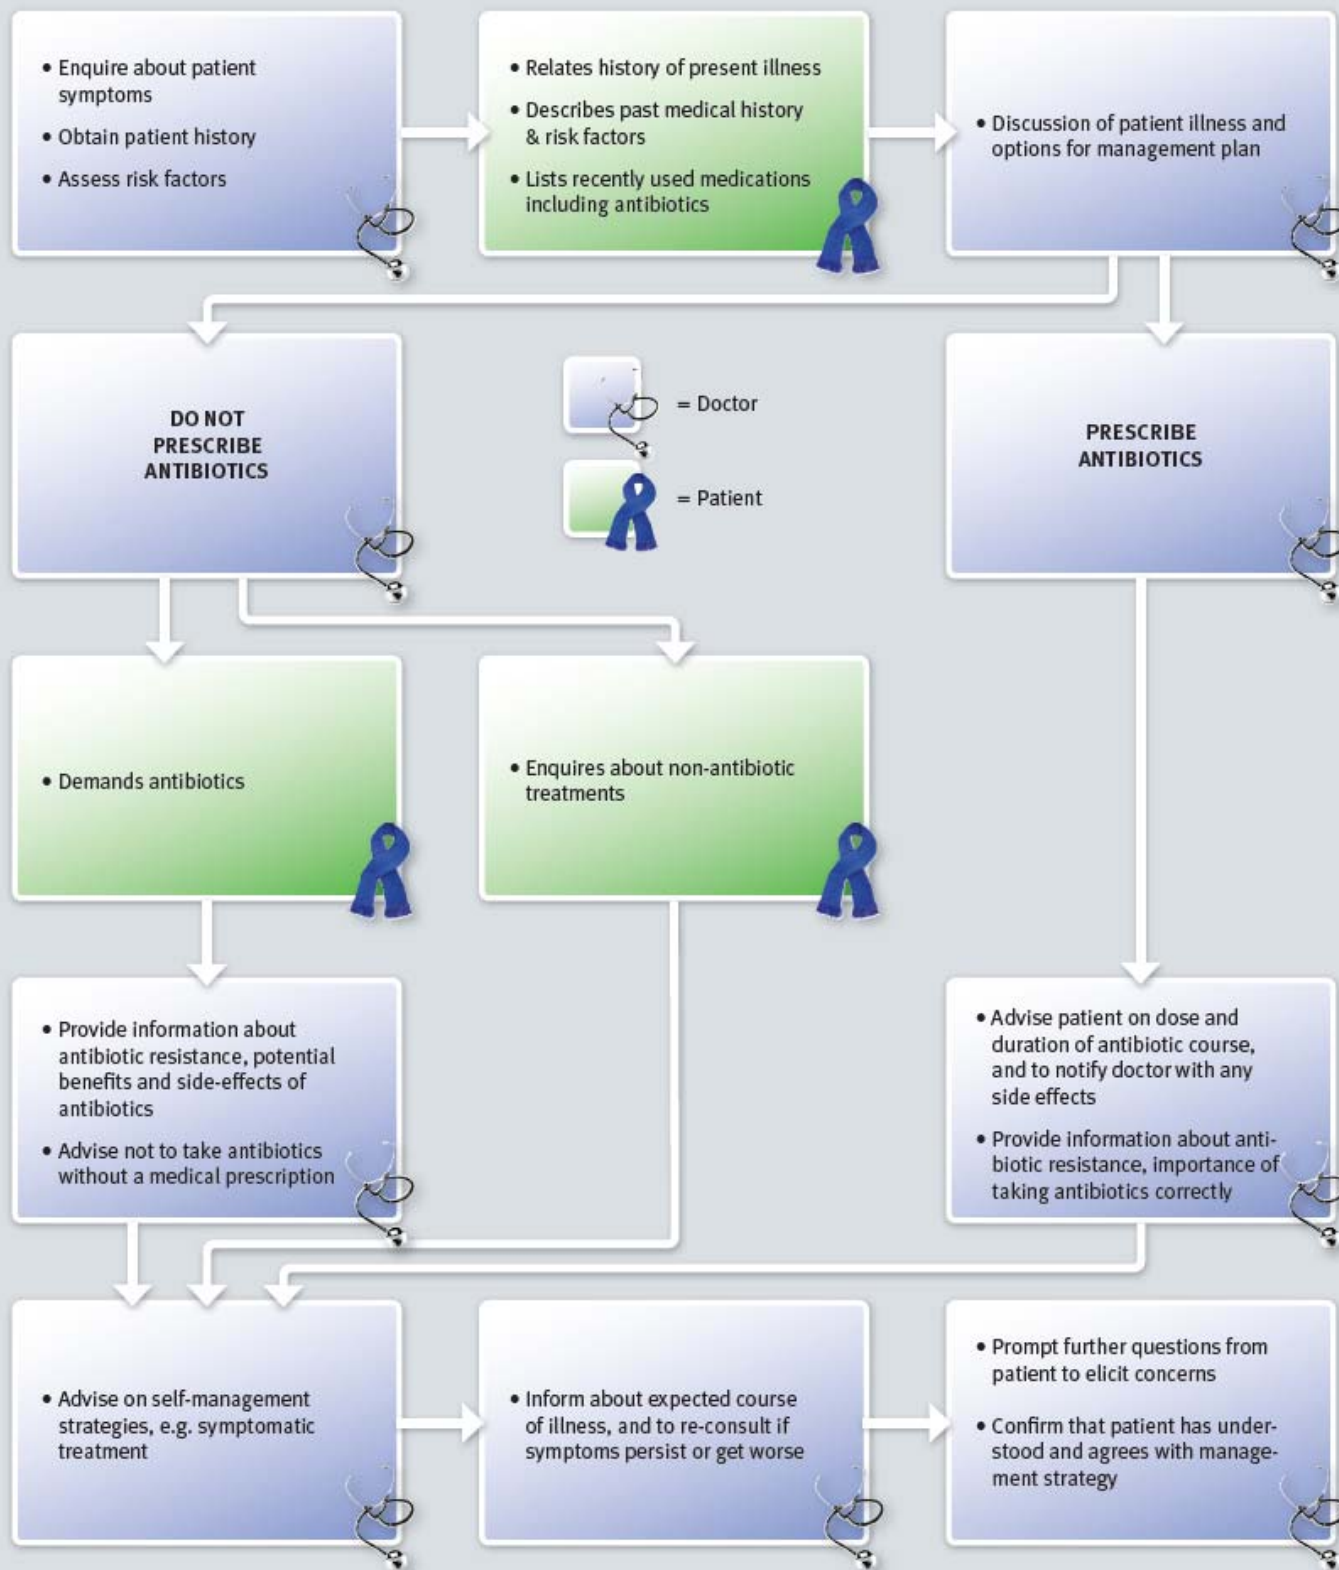 • Enquire about patient
symptoms
• Obtain patient history
• Assess risk factors
• Relates history of present illness
• Describes past medical history
& risk factors
• Lists recently used medications
including antibiotics
• Discussion of patient illness and
options for management plan
DO NOT
PRESCRIBE
ANTIBIOTICS
= Doctor
= Patient
PRESCRIBE
ANTIBIOTICS
• Demands antibiotics
• Enquires about non-antibiotic
treatments
• Provide information about
antibiotic resistance, potential
benefits and side-effects of
antibiotics
• Advise not to take antibiotics
without a medical prescription
• Advise patient on dose and
duration of antibiotic course,
and to notify doctor with any
side effects
• Provide information about anti-
biotic resistance, importance of
taking antibiotics correctly
• Advise on self-management
strategies, e.g. symptomatic
treatment
• Inform about expected course
of illness, and to re-consult if
symptoms persist or get worse
• Prompt further questions from
patient to elicit concerns
• Confirm that patient has under-
stood and agrees with manage-
ment strategy